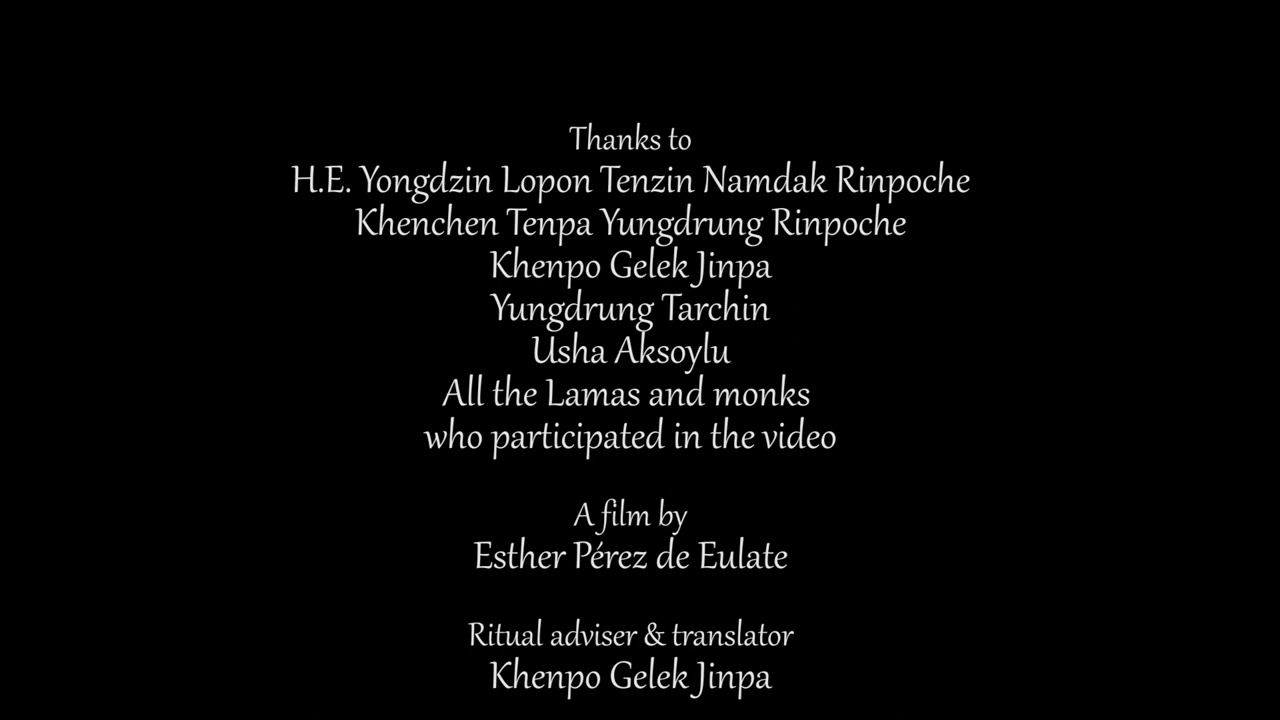 Thanks to
H.E. Yongdzin Lopon Tenzin Namdak Rinpoche
Khenchen Tenpa Yungdrung Rinpoche
Khenpo Gelek Jinpa
Yungdrung Tarchin
Usha Aksoylu
All the Lamas and monks
who participated in the video
A film by
Esther Pérez de Eulate
Ritual adviser & translator
Khenpo Gelek Jinpa